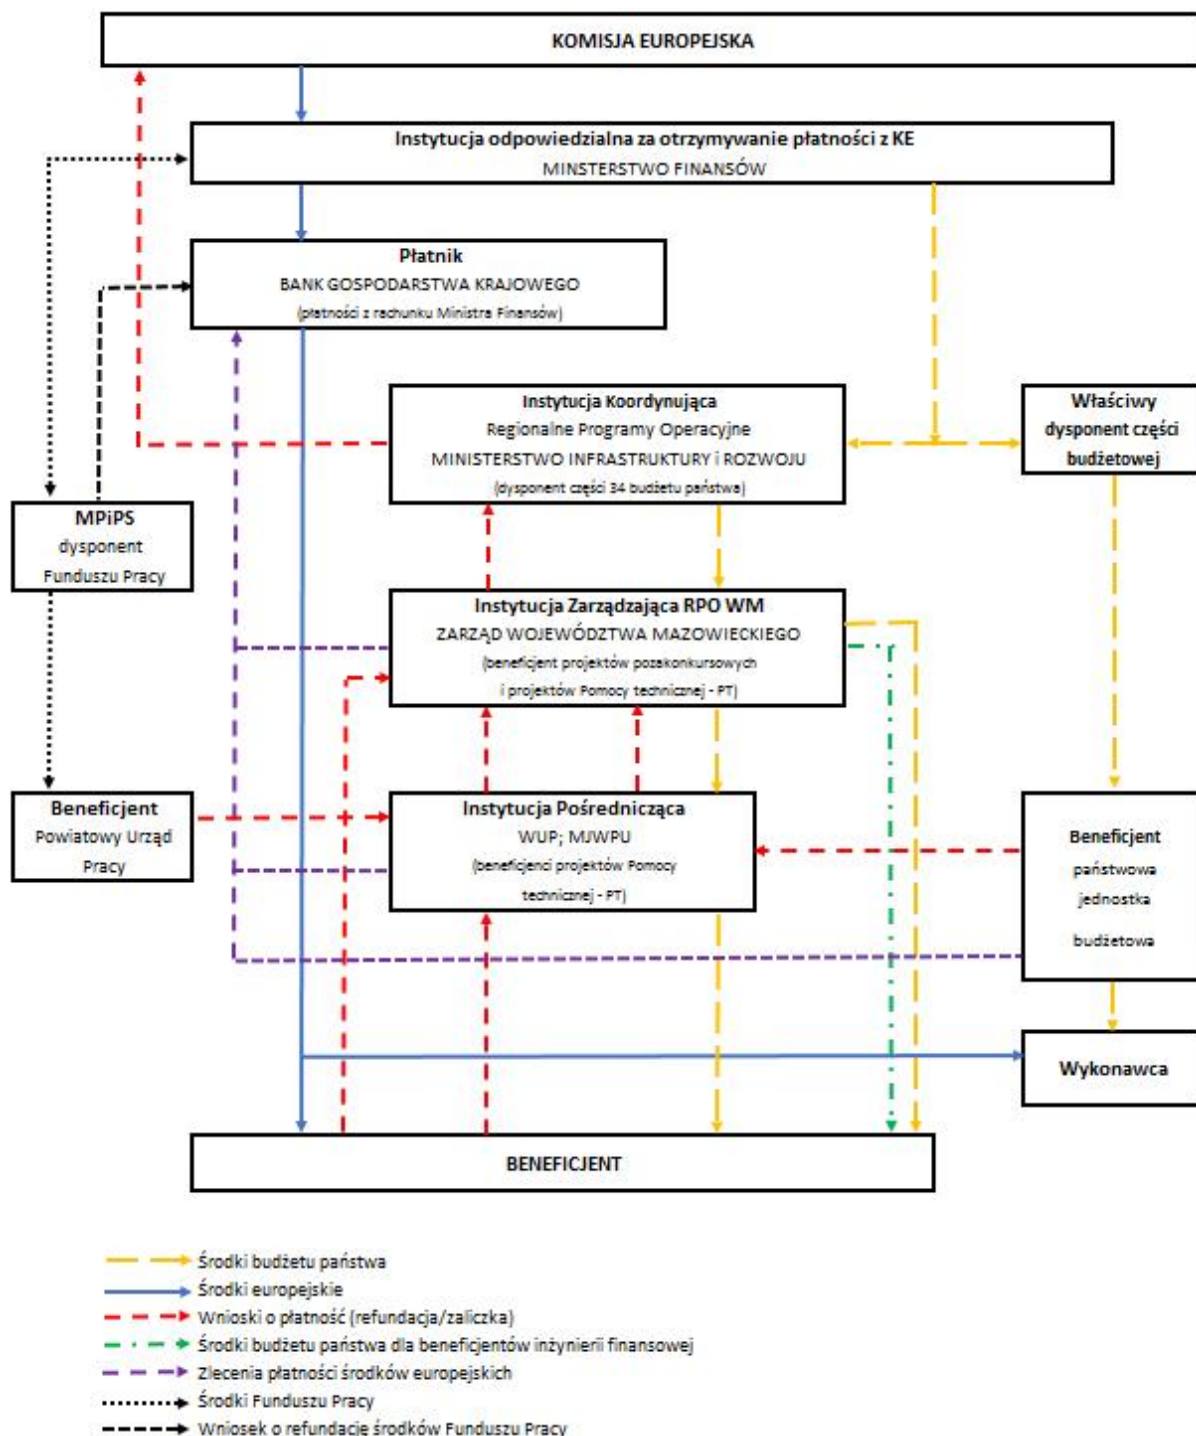 KOMISJA EUROPEJSKA
Instytucja odpowiedzialna za otrzymywanie płatności z KE
MINSTERSTWO FINANSÓW
Płatnik
BANK GOSPODARSTWA KRAJOWEGO
(płatności z rachunku Ministra Finansów)
Instytucja Koordynująca
Regionalne Programy Operacyjne
MINISTERSTWO INFRASTRUKTURY i ROZWOJU
(dysponent części 34 budżetu państwa)
Właściwy
dysponent części
budżetowej
MPiPS
dysponent
Funduszu Pracy
Instytucja Zarządzająca RPO WM
ZARZĄD WOJEWÓDZTWA MAZOWIECKIEGO
(beneficjent projektów pozakonkursowych
i projektów Pomocy technicznej - PT)
Beneficjent
Powiatowy Urząd
Pracy
Instytucja Pośrednicząca
WUP; MJWPU
(beneficjenci projektów Pomocy
technicznej - PT)
Beneficjent
państwowa
jednostka
budżetowa
Wykonawca
BENEFICJENT
Środki budżetu państwa
Środki europejskie
Wnioski o płatność (refundacja/zaliczka)
Środki budżetu państwa dla beneficjentów inżynierii finansowej
Zlecenia płatności środków europejskich
Środki Funduszu Pracy
Wniosek o refundację środków Funduszu Pracy